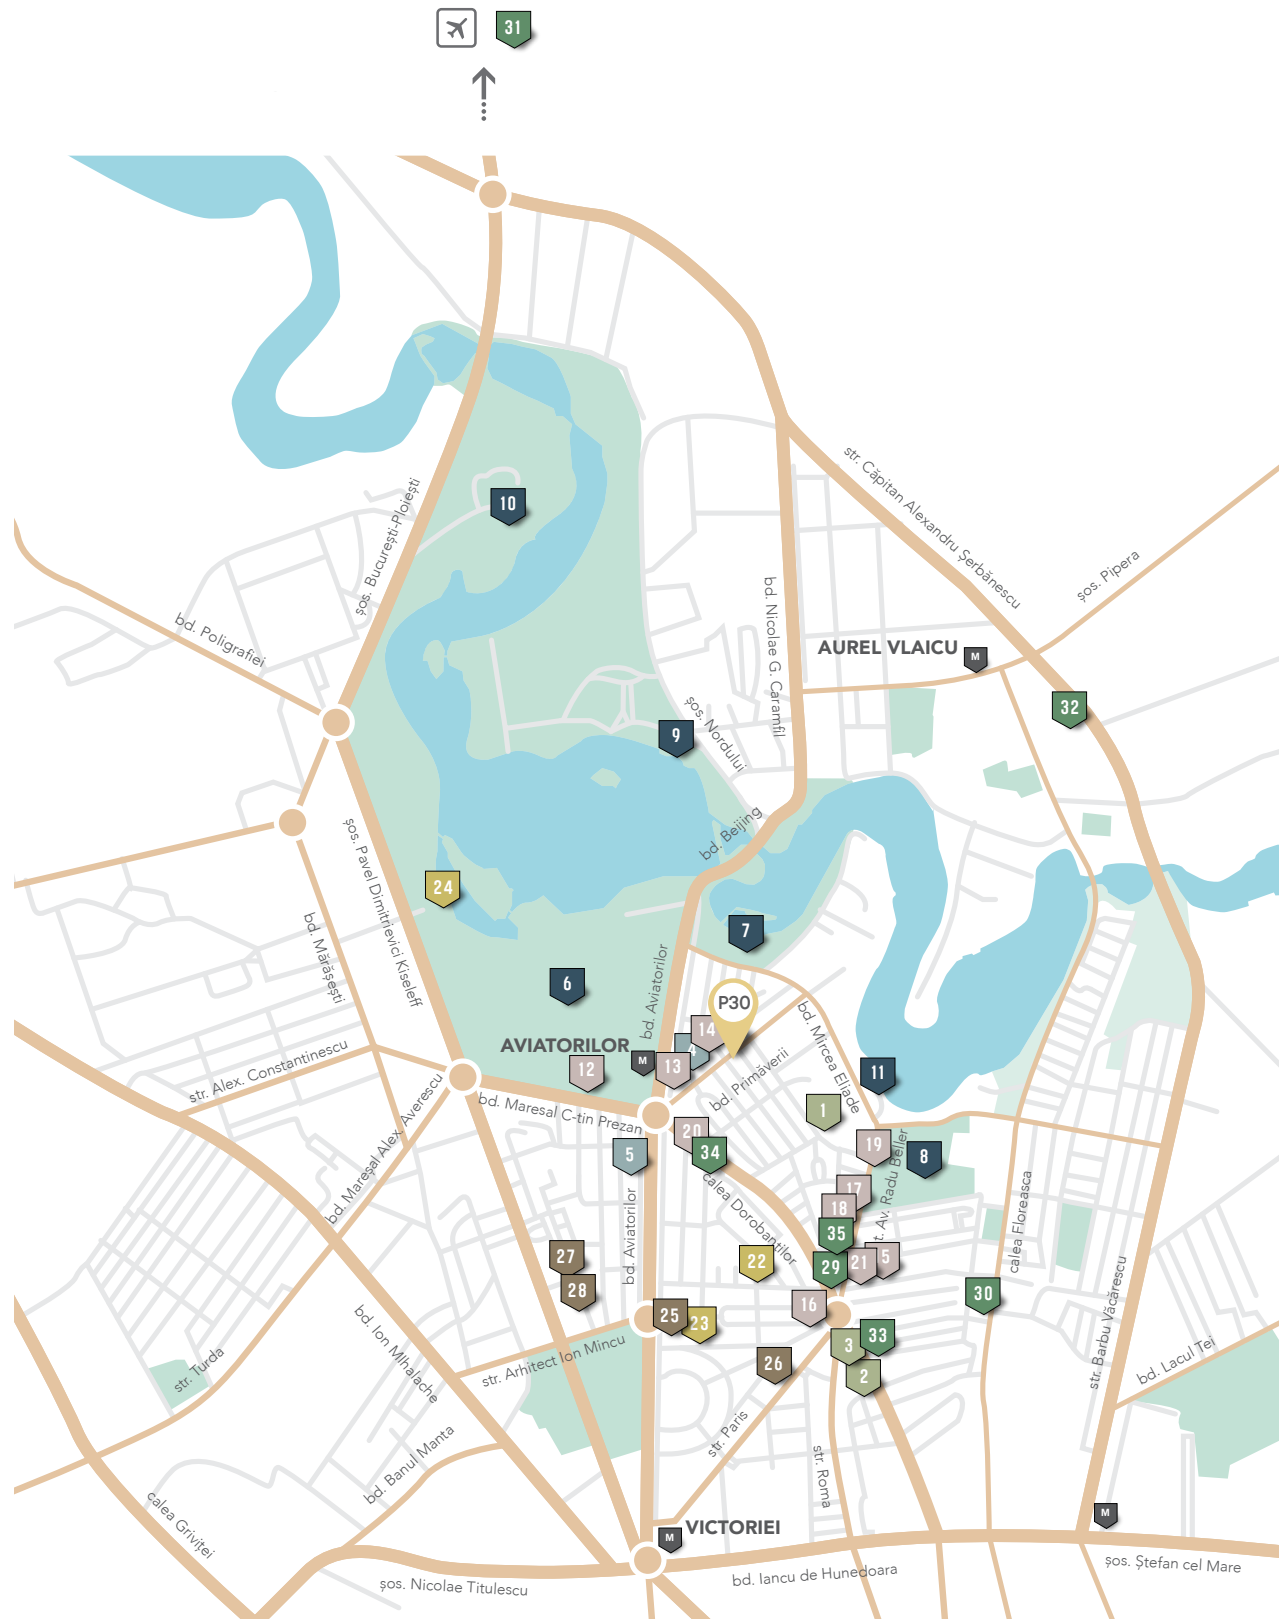 31
10
str. Căpitan Alexandru Șerbănescu
șos. București-Ploiești
șos. Pipera
bd. Poligrafiei
bd. Nicolae G. Caramfil
AUREL VLAICU
M
32
șos. Nordului
9
bd. Beijing
șos. Pavel Dimitrievici Kiseleff
24
7
bd. Mărășești
bd. Aviatorilor
6
P30
14
4
AVIATORILOR
M
13
12
bd. Mircea Eliade
11
str. Alex. Constantinescu
bd. Primăverii
bd. Mareșal Alex. Averescu
bd. Maresal C-tin Prezan
1
20
34
5
19
8
calea Dorobanților
17
18
t. Av. Radu Beller
35
calea Floreasca
bd. Aviatorilor
27
28
22
29
21
5
16
30
25
23
33
3
2
26
bd. Ion MIhalache
str. Arhitect Ion Mincu
str. Turda
str. Barbu Văcărescu
bd. Lacul Tei
str. Paris
str. Roma
bd. Banul Manta
calea Griviței
VICTORIEI
M
M
șos. Nicolae Titulescu
bd. Iancu de Hunedoara
șos. Ștefan cel Mare